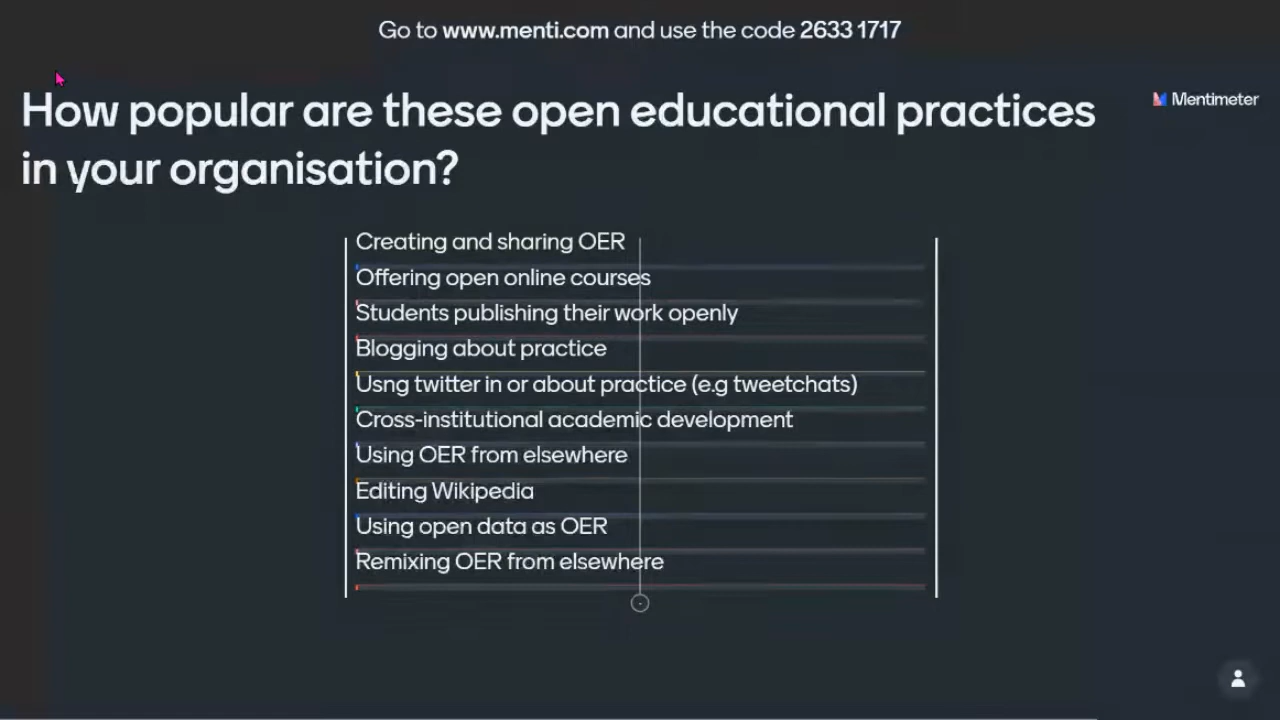 Go to www.menti.com and use the code 2633 1717
How popular are these open educational practices
in your organisation?
Mentimeter
Creating and sharing OER
Offering open online courses
Students publishing their work openly
Blogging about practice
Usng twitter in or about practice (e.g tweetchats)
Cross-institutional academic development
Using OER from elsewhere
Editing Wikipedia
Using open data as OER
Remixing OER from elsewhere